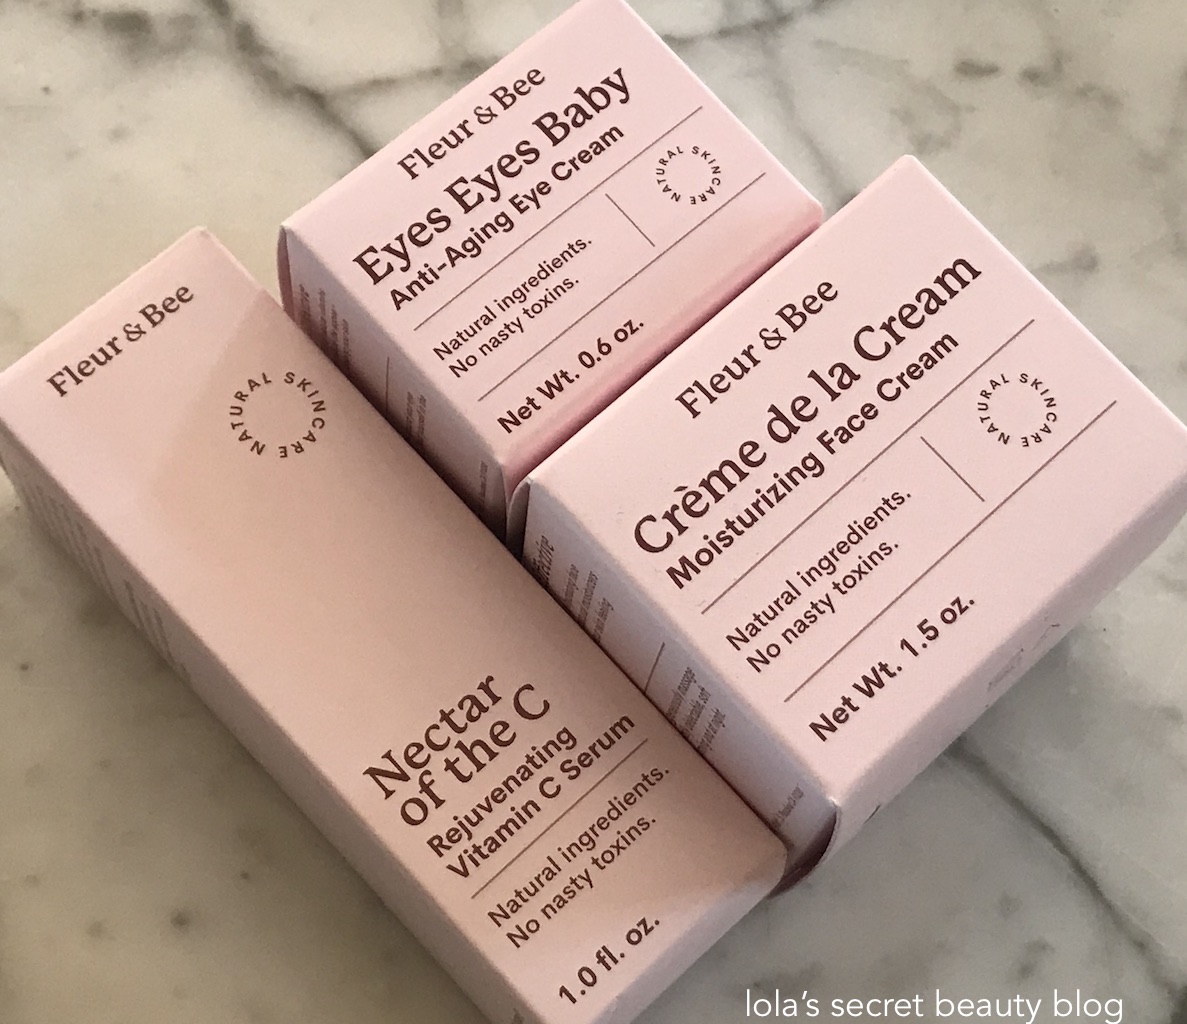 Fleur & Bee
Eyes Eyes Baby
Anti-Aging Eye Cream
NATURAL SKINCARE
Natural ingredients.
No nasty toxins.
Net Wt. 0.6 oz.
Fleur & Bee
Crème de la Cream
Moisturizing Face Cream
NATURAL SKINCARE
Natural ingredients.
No nasty toxins.
Net Wt. 1.5 oz.
Fleur & Bee
NATURAL SKINCARE
Nectar
of the C
Rejuvenating
Vitamin C Serum
Natural ingredients.
No nasty toxins.
1.0 fl. oz.
lola's secret beauty blog